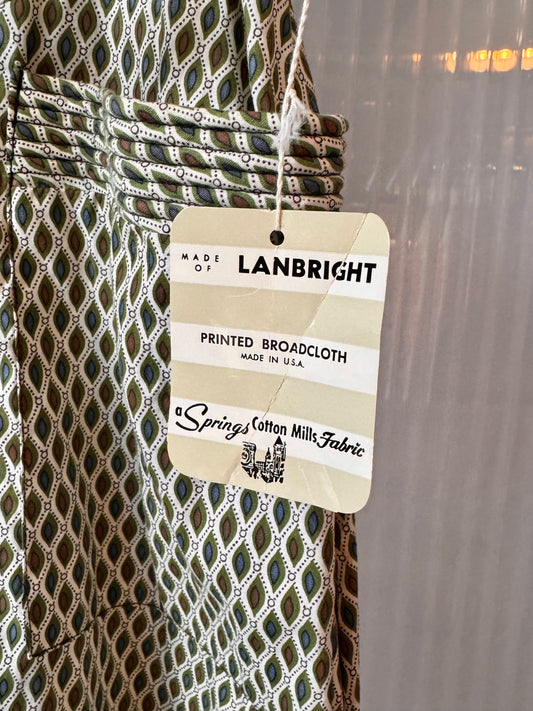 MADE OF LANBRIGHT
PRINTED BROADCLOTH
MADE IN U.S.A.
a Springs Cotton Mills Fabric